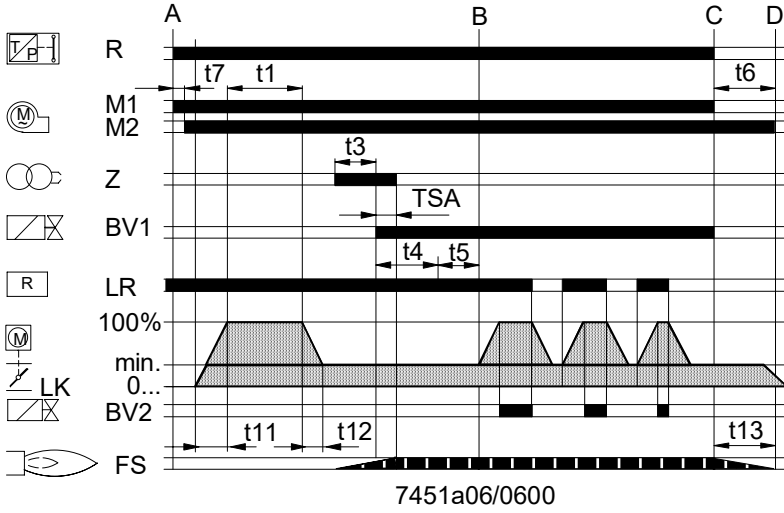 A B C D
T/P R
t7 t1 t6
M M1
M2
t3
Z
TSA
BV1
t4 t5
R LR
100%
M
min.
LK 0...
BV2
t11 t12 t13
FS
7451a06/0600